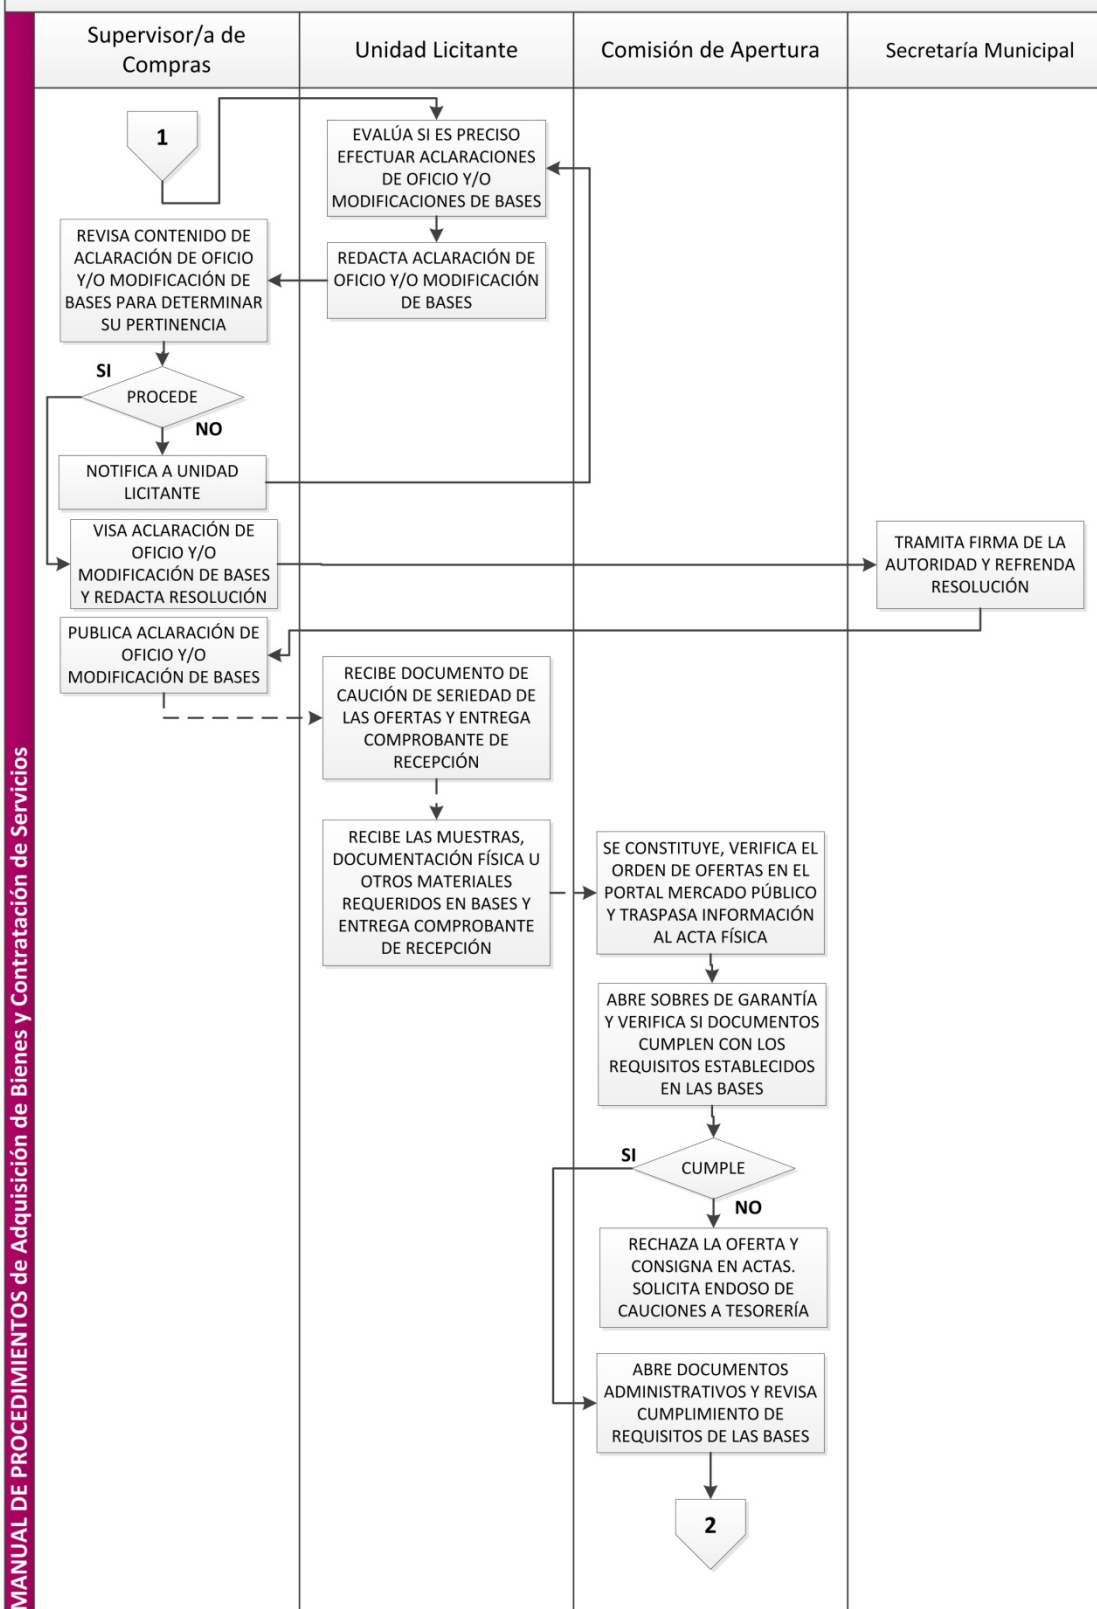 Supervisor/a de
Compras
Unidad Licitante
Comisión de Apertura
Secretaría Municipal
1
EVALÚA SI ES PRECISO
EFECTUAR ACLARACIONES
DE OFICIO Y/O
MODIFICACIONES DE BASES
REDACTA ACLARACIÓN DE
OFICIO Y/O MODIFICACIÓN
DE BASES
REVISA CONTENIDO DE
ACLARACIÓN DE OFICIO
Y/O MODIFICACIÓN DE
BASES PARA DETERMINAR
SU PERTINENCIA
SI
PROCEDE
NO
NOTIFICA A UNIDAD
LICITANTE
VISA ACLARACIÓN DE
OFICIO Y/O
MODIFICACIÓN DE BASES
Y REDACTA RESOLUCIÓN
TRAMITA FIRMA DE LA
AUTORIDAD Y REFRENDA
RESOLUCIÓN
PUBLICA ACLARACIÓN DE
OFICIO Y/O
MODIFICACIÓN DE BASES
RECIBE DOCUMENTO DE
CAUCIÓN DE SERIEDAD DE
LAS OFERTAS Y ENTREGA
COMPROBANTE DE
RECEPCIÓN
RECIBE LAS MUESTRAS,
DOCUMENTACIÓN FÍSICA U
OTROS MATERIALES
REQUERIDOS EN BASES Y
ENTREGA COMPROBANTE
DE RECEPCIÓN
SE CONSTITUYE, VERIFICA EL
ORDEN DE OFERTAS EN EL
PORTAL MERCADO PÚBLICO
Y TRASPASA INFORMACIÓN
AL ACTA FÍSICA
ABRE SOBRES DE GARANTÍA
Y VERIFICA SI DOCUMENTOS
CUMPLEN CON LOS
REQUISITOS ESTABLECIDOS
EN LAS BASES
SI
CUMPLE
NO
RECHAZA LA OFERTA Y
CONSIGNA EN ACTAS.
SOLICITA ENDOSO DE
CAUCIONES A TESORERÍA
ABRE DOCUMENTOS
ADMINISTRATIVOS Y REVISA
CUMPLIMIENTO DE
REQUISITOS DE LAS BASES
2
MANUAL DE PROCEDIMIENTOS de Adquisición de Bienes y Contratación de Servicios